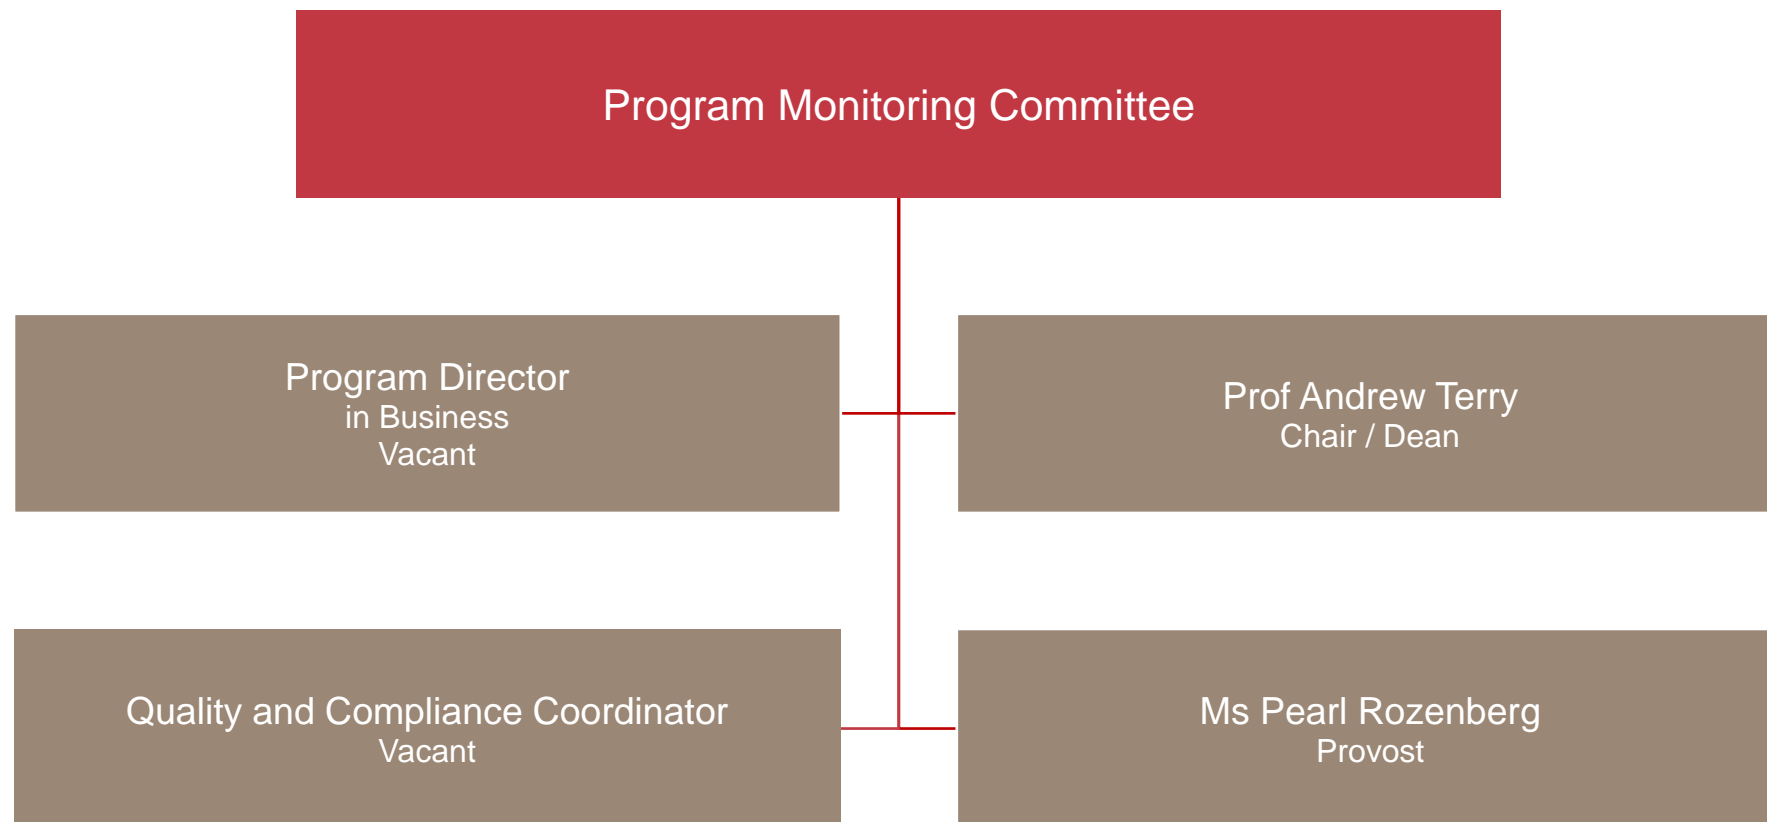 Program Monitoring Committee
Program Director
in Business
Vacant
Prof Andrew Terry
Chair / Dean
Quality and Compliance Coordinator
Vacant
Ms Pearl Rozenberg
Provost